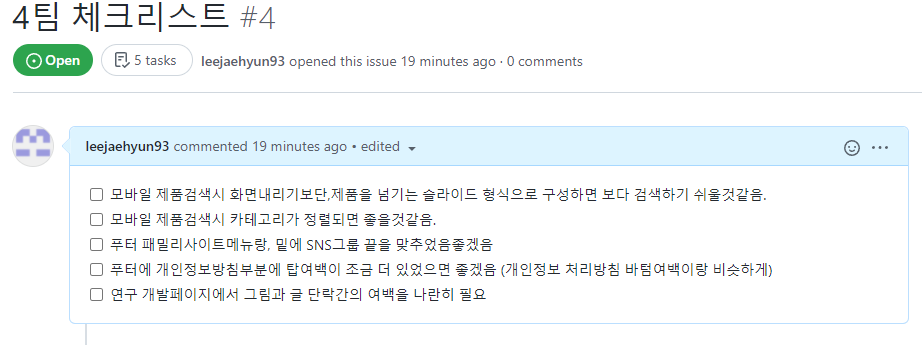 4팀 체크리스트 #4
Open 5 tasks leejaehyun93 opened this issue 19 minutes ago · 0 comments
leejaehyun93 commented 19 minutes ago • edited
모바일 제품검색시 화면내리기보단,제품을 넘기는 슬라이드 형식으로 구성하면 보다 검색하기 쉬울것같음.
모바일 제품검색시 카테고리가 정렬되면 좋을것같음.
푸터 패밀리사이트메뉴랑, 밑에 SNS그룹 끝을 맞추었음좋겠음
푸터에 개인정보방침부분에 탑여백이 조금 더 있었으면 좋겠음 (개인정보 처리방침 바텀여백이랑 비슷하게)
연구 개발페이지에서 그림과 글 단락간의 여백을 나란히 필요